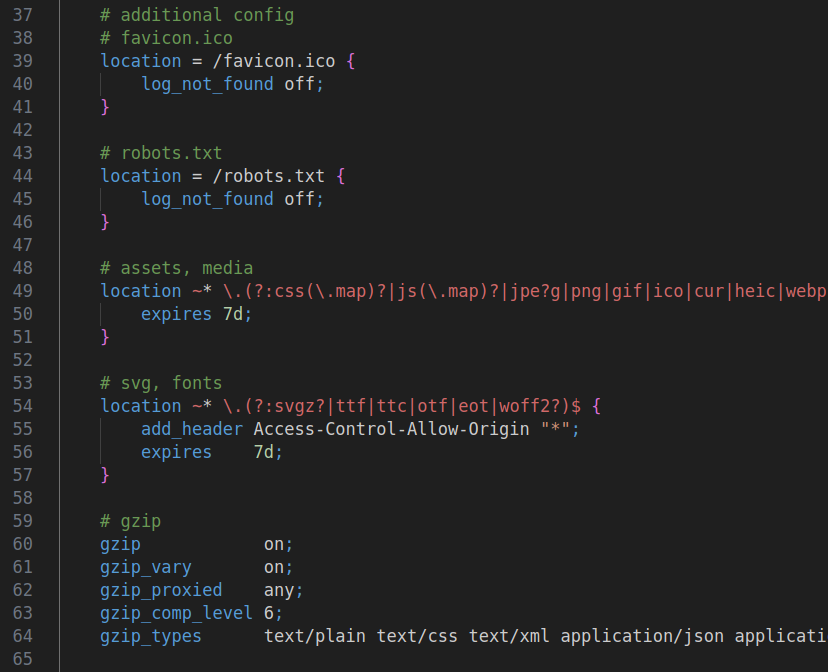 37 # additional config
38 # favicon.ico
39 location = /favicon.ico {
40 log_not_found off;
41 }
42
43 # robots.txt
44 location = /robots.txt {
45 log_not_found off;
46 }
47
48 # assets, media
49 location ~* \.(?:css(\.map)?|js(\.map)?|jpe?g|png|gif|ico|cur|heic|webp
50 expires 7d;
51 }
52
53 # svg, fonts
54 location ~* \.(?:svgz?|ttf|ttc|otf|eot|woff2?)$ {
55 add_header Access-Control-Allow-Origin "*";
56 expires 7d;
57 }
58
59 # gzip
60 gzip on;
61 gzip_vary on;
62 gzip_proxied any;
63 gzip_comp_level 6;
64 gzip_types text/plain text/css text/xml application/json applicati
65